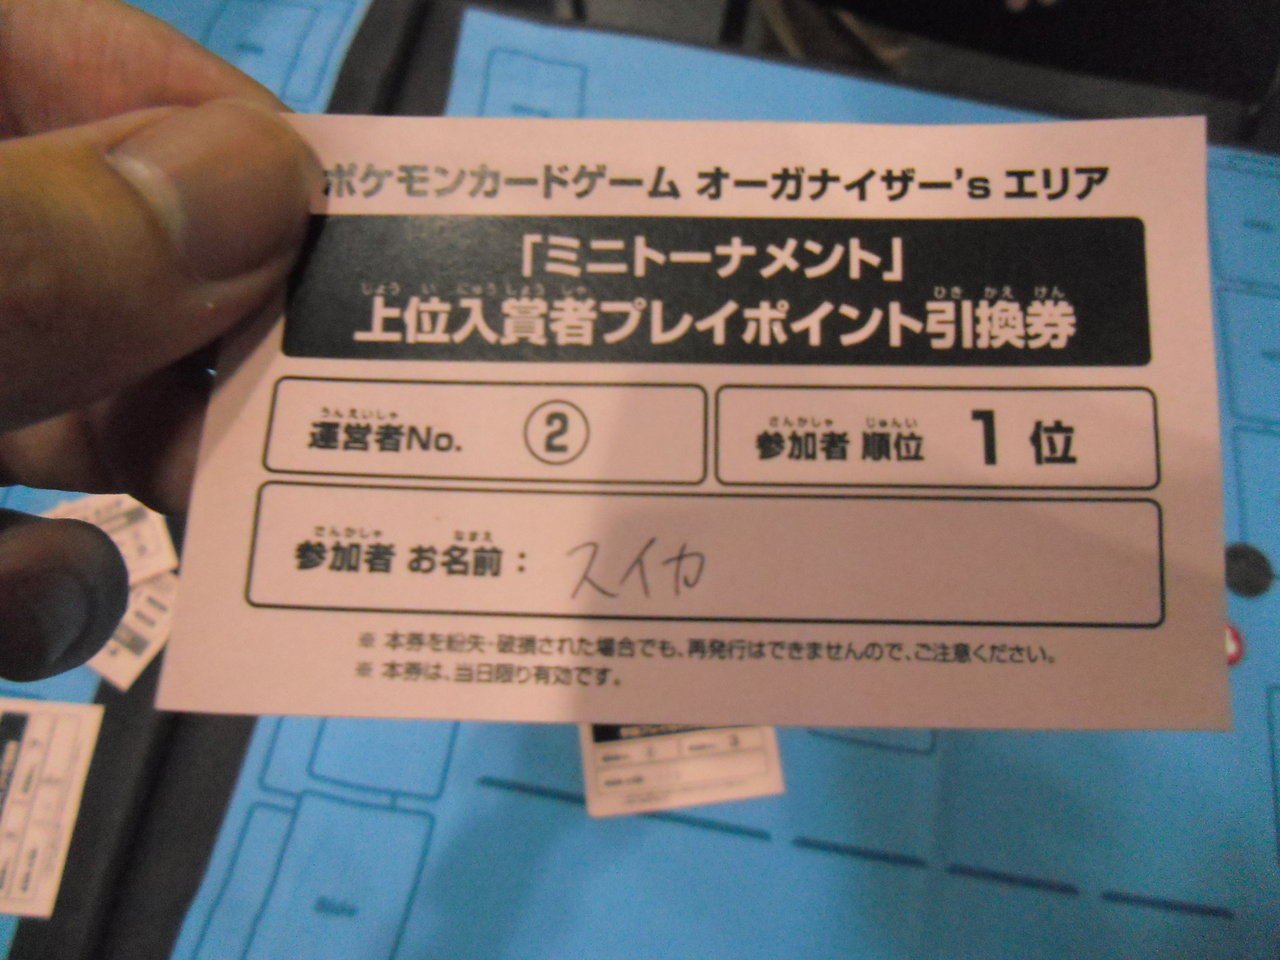 ポケモンカードゲーム オーガナイザー'sエリア
「ミニトーナメント」
じょう い にゅうしょう しゃ ひき かえ けん
上位入賞者プレイポイント引換券
うんえいしゃ
運営者No. ②
さんかしゃ じゅんい
参加者 順位 1 位
さんかしゃ なまえ
参加者 お名前： スイカ
※ 本券を紛失・破損された場合でも、再発行はできませんので、ご注意ください。
※ 本券は、当日限り有効です。